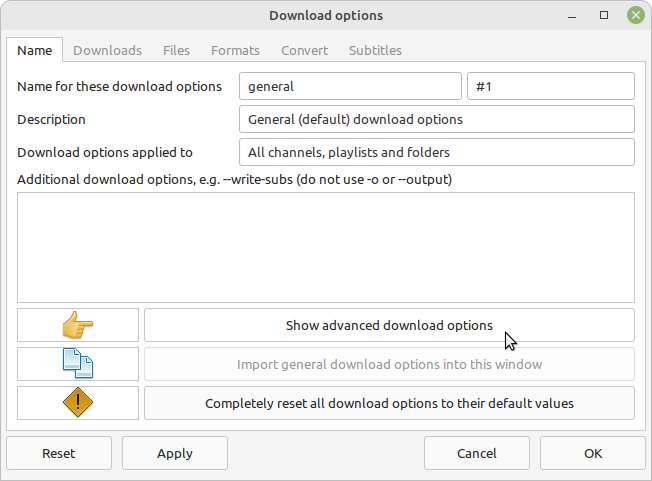 Download options
Name Downloads Files Formats Convert Subtitles
Name for these download options general #1
Description General (default) download options
Download options applied to All channels, playlists and folders
Additional download options, e.g. --write-subs (do not use -o or --output)
Show advanced download options
Import general download options into this window
Completely reset all download options to their default values
Reset Apply Cancel OK